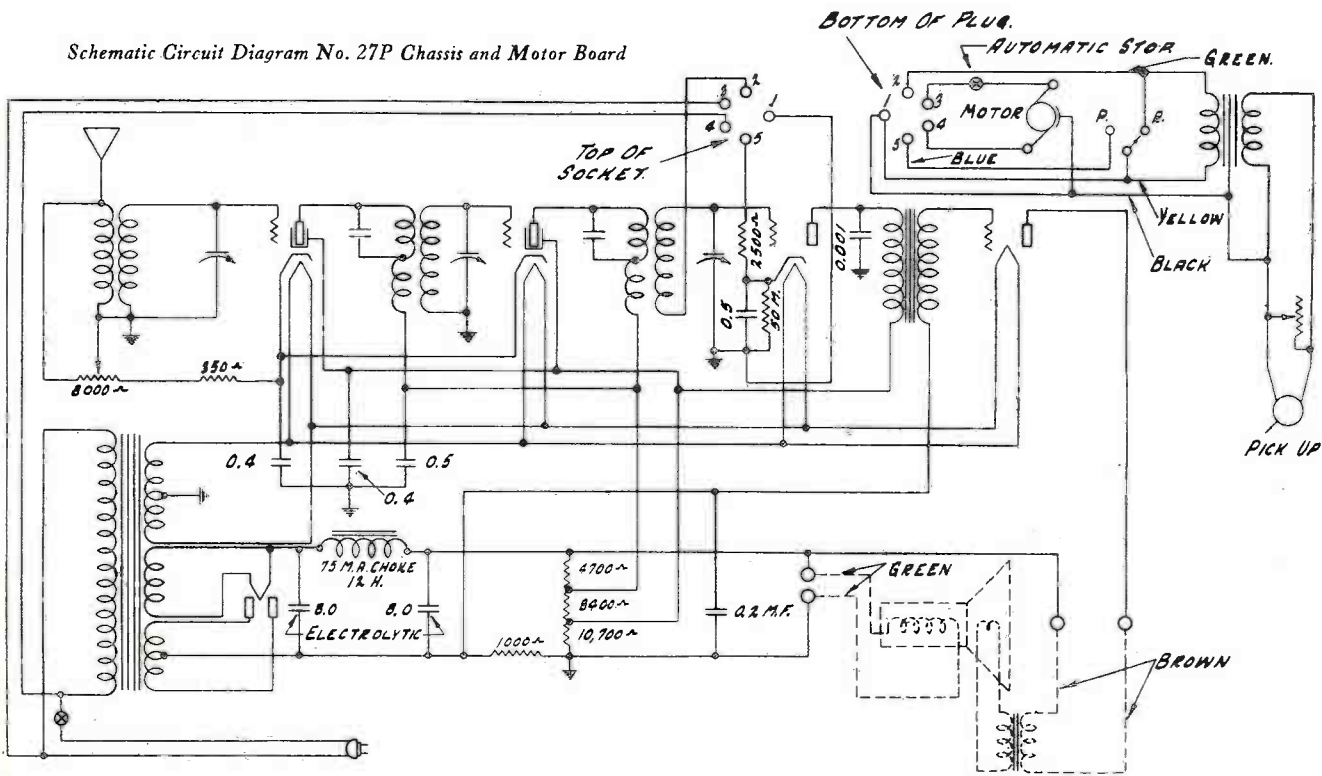 Schematic Circuit Diagram No. 27P Chassis and Motor Board
BOTTOM OF PLUG.
AUTOMATIC STOP
GREEN.
2
3
1
4
5
TOP OF
SOCKET.
2
1
3
4
5
MOTOR
P.
R.
BLUE
YELLOW
BLACK
2500~
0.5
50 M.
0.001
PICK UP
8000~
350~
0.4
0.4
0.5
75 M.A. CHOKE
12 H.
8.0
8.0
ELECTROLYTIC
1000~
4700~
8400~
10,700~
0.2 M.F.
GREEN
BROWN